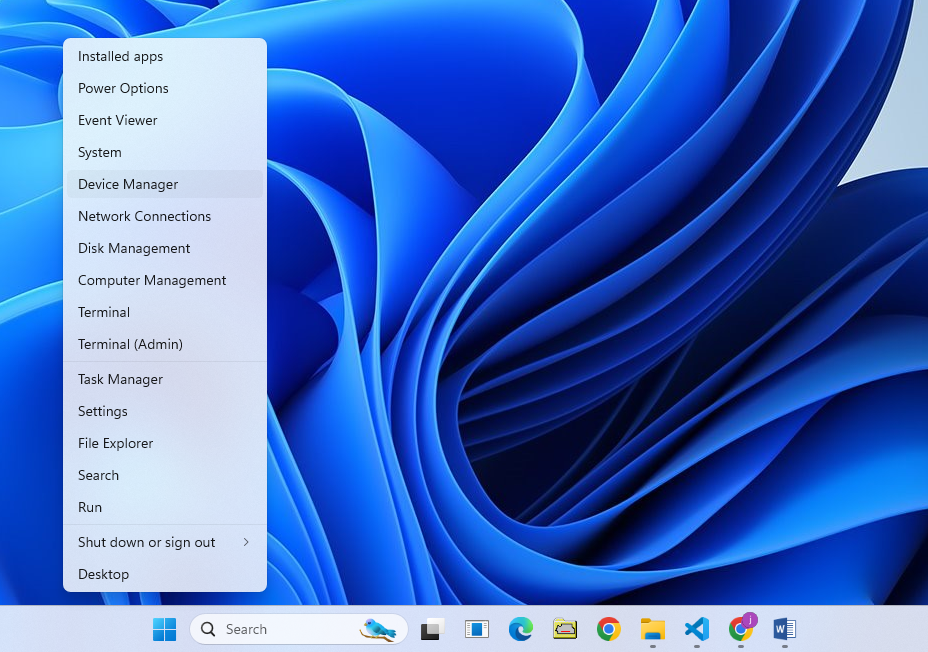 Installed apps
Power Options
Event Viewer
System
Device Manager
Network Connections
Disk Management
Computer Management
Terminal
Terminal (Admin)
Task Manager
Settings
File Explorer
Search
Run
Shut down or sign out
Desktop
Search
j
W